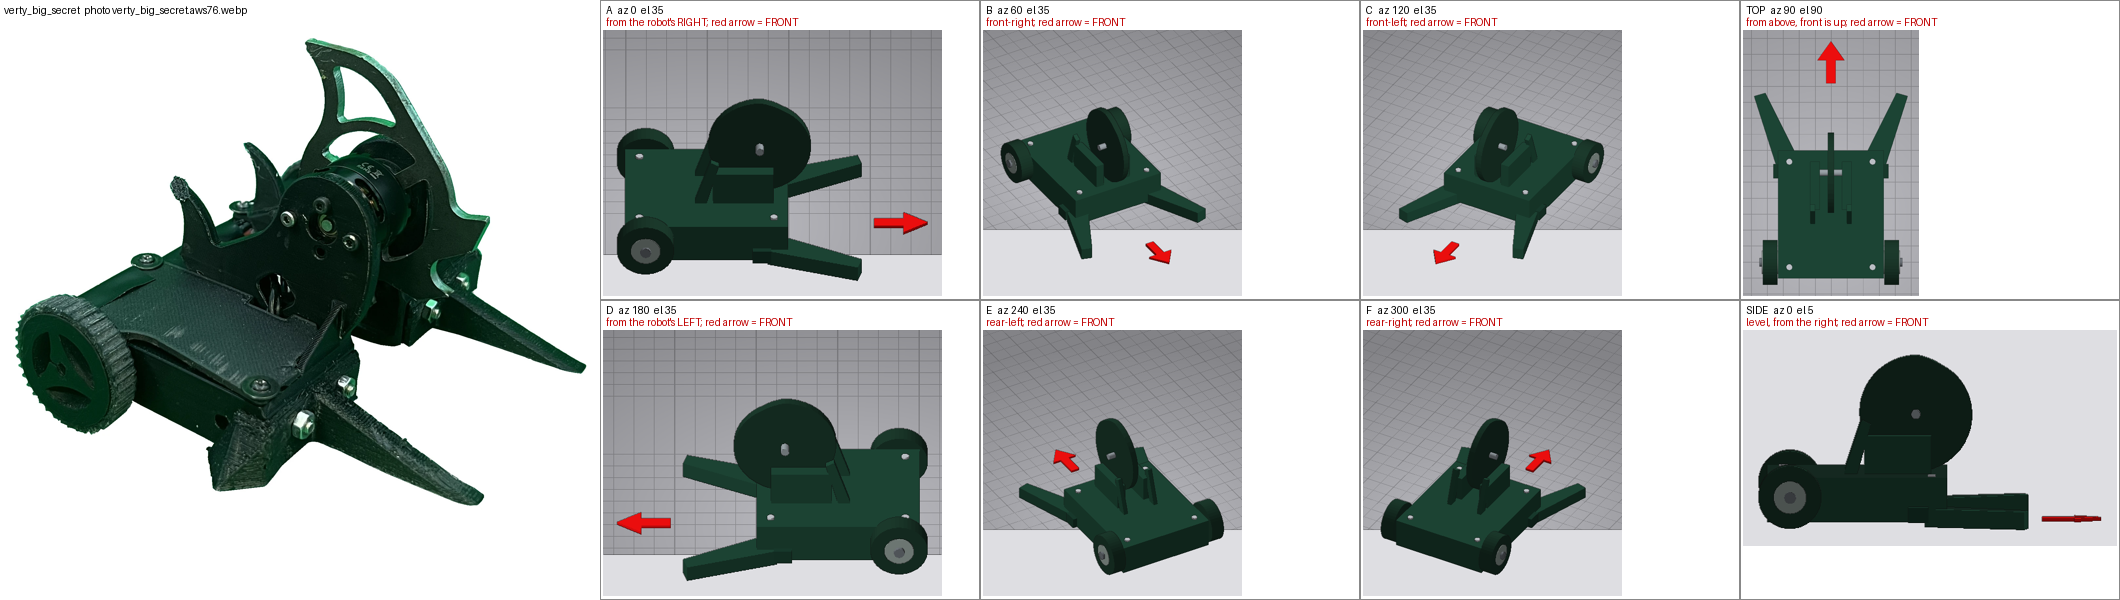 verty_big_secret photo verty_big_secret.aws76.webp
A az 0 el 35
from the robot's RIGHT; red arrow = FRONT
B az 60 el 35
front-right; red arrow = FRONT
C az 120 el 35
front-left; red arrow = FRONT
TOP az 90 el 90
from above, front is up; red arrow = FRONT
D az 180 el 35
from the robot's LEFT; red arrow = FRONT
E az 240 el 35
rear-left; red arrow = FRONT
F az 300 el 35
rear-right; red arrow = FRONT
SIDE az 0 el 5
level, from the right; red arrow = FRONT